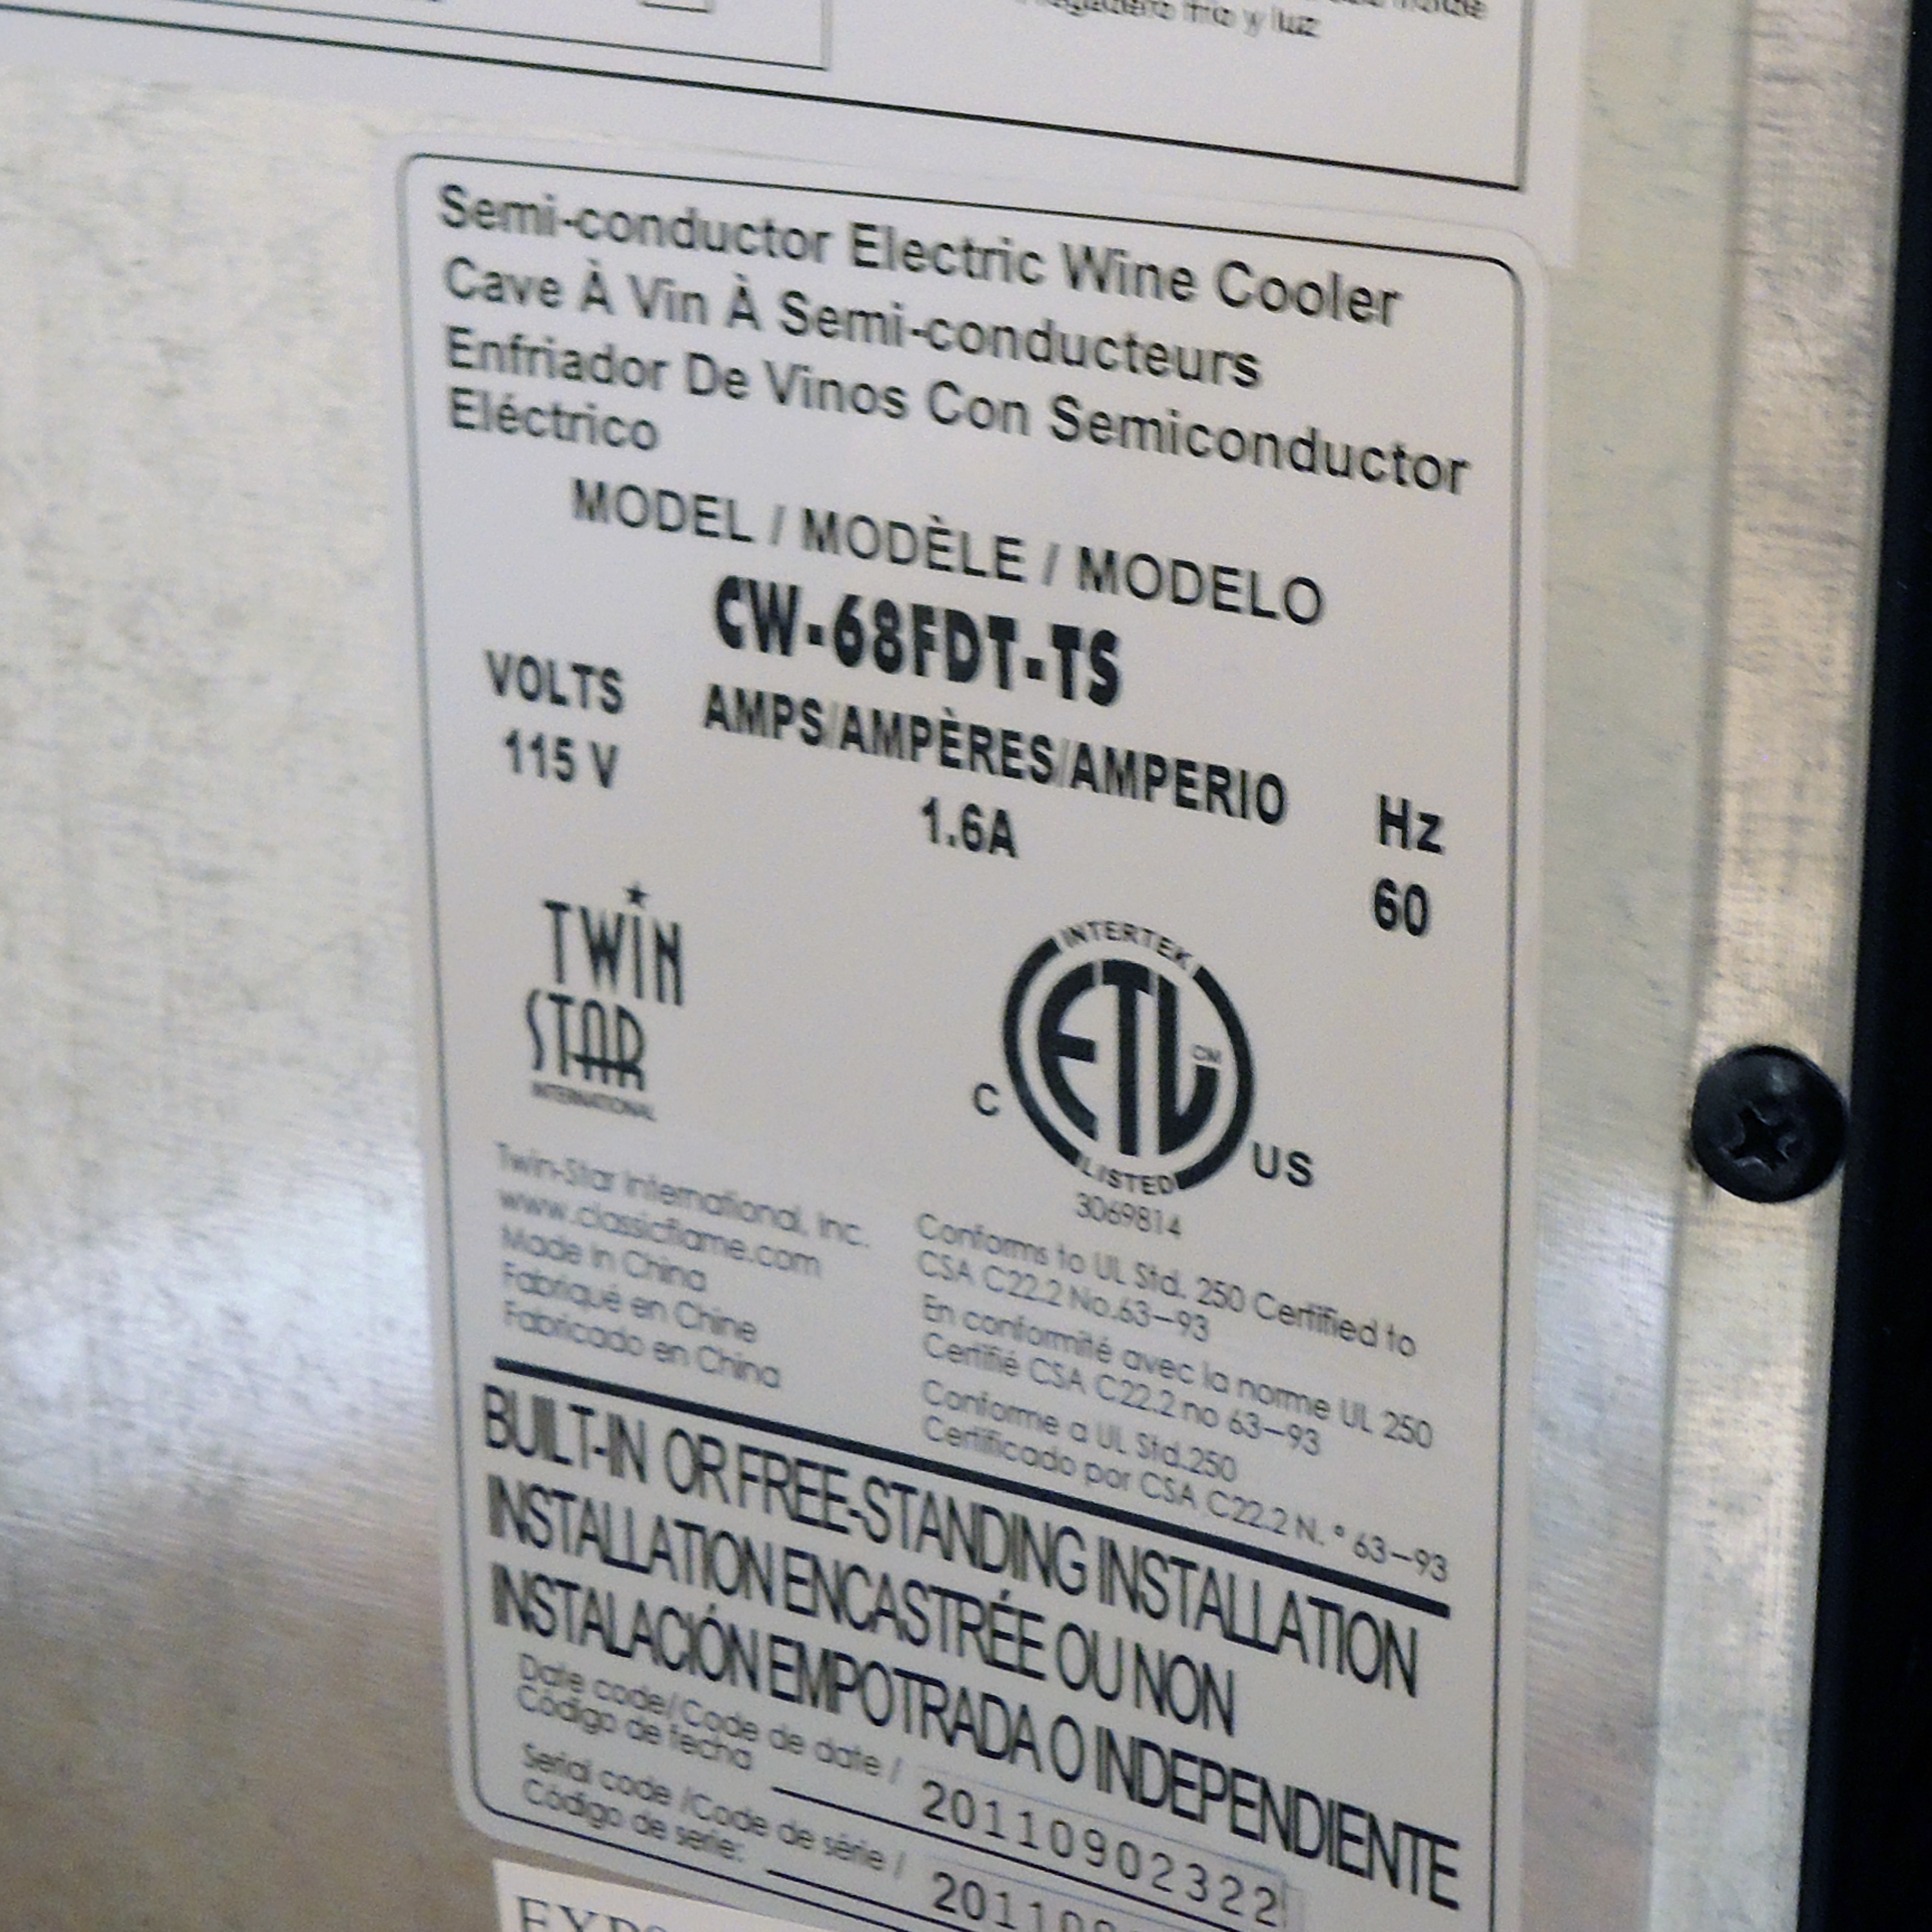 frio y luz
Semi-conductor Electric Wine Cooler
Cave À Vin À Semi-conducteurs
Enfriador De Vinos Con Semiconductor
Eléctrico
MODEL / MODÈLE / MODELO
CW-68FDT-TS
VOLTS AMPS/AMPÈRES/AMPERIO Hz
115 V 1.6A 60
TWIN
STAR
INTERNATIONAL
INTERTEK
ETL CM
C US
LISTED
3069814
Twin-Star International, Inc.
www.classicflame.com
Made in China
Fabriqué en Chine
Fabricado en China
Conforms to UL Std. 250 Certified to
CSA C22.2 No.63-93
En conformité avec la norme UL 250
Certifié CSA C22.2 no 63-93
Conforme a UL Std.250
Certificado por CSA C22.2 N. ° 63-93
BUILT-IN OR FREE-STANDING INSTALLATION
INSTALLATION ENCASTRÉE OU NON
INSTALACIÓN EMPOTRADA O INDEPENDIENTE
Date code/Code de date /
Código de fecha 20110902322
Serial code /Code de série /
Código de serie: